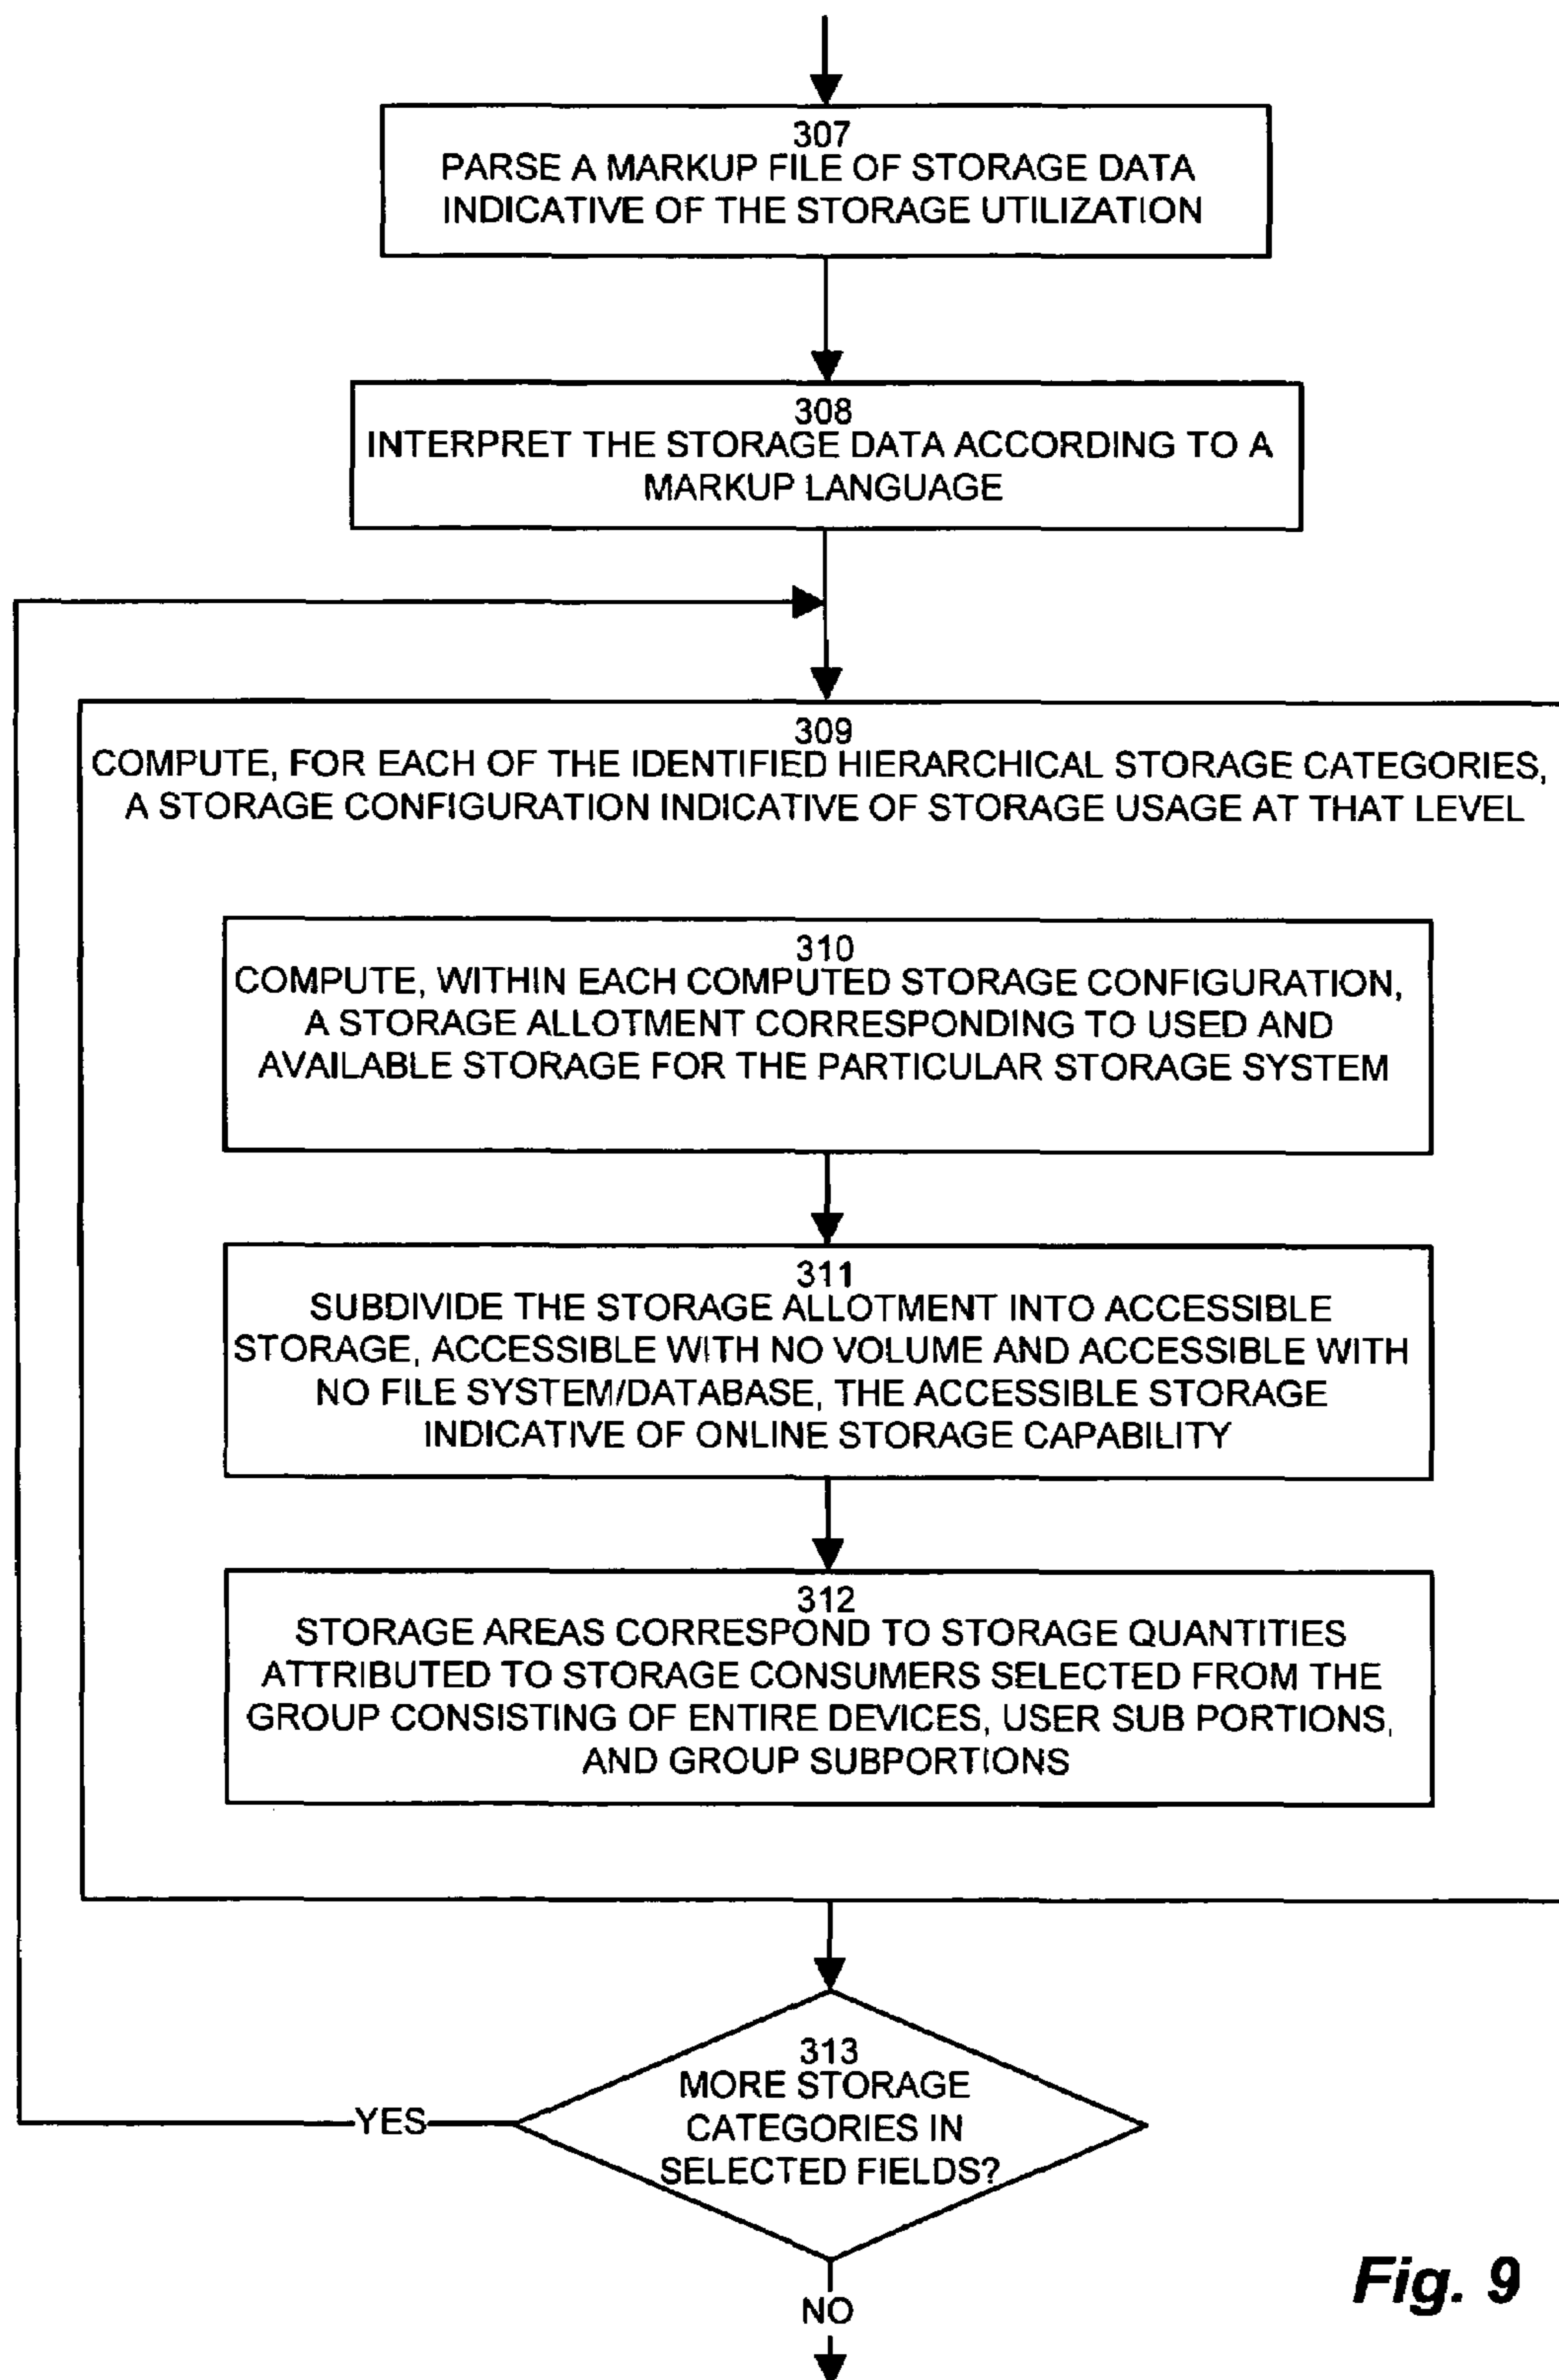 307
PARSE A MARKUP FILE OF STORAGE DATA
INDICATIVE OF THE STORAGE UTILIZATION
308
INTERPRET THE STORAGE DATA ACCORDING TO A
MARKUP LANGUAGE
309
COMPUTE, FOR EACH OF THE IDENTIFIED HIERARCHICAL STORAGE CATEGORIES,
A STORAGE CONFIGURATION INDICATIVE OF STORAGE USAGE AT THAT LEVEL
310
COMPUTE, WITHIN EACH COMPUTED STORAGE CONFIGURATION,
A STORAGE ALLOTMENT CORRESPONDING TO USED AND
AVAILABLE STORAGE FOR THE PARTICULAR STORAGE SYSTEM
311
SUBDIVIDE THE STORAGE ALLOTMENT INTO ACCESSIBLE
STORAGE, ACCESSIBLE WITH NO VOLUME AND ACCESSIBLE WITH
NO FILE SYSTEM/DATABASE, THE ACCESSIBLE STORAGE
INDICATIVE OF ONLINE STORAGE CAPABILITY
312
STORAGE AREAS CORRESPOND TO STORAGE QUANTITIES
ATTRIBUTED TO STORAGE CONSUMERS SELECTED FROM THE
GROUP CONSISTING OF ENTIRE DEVICES, USER SUB PORTIONS,
AND GROUP SUBPORTIONS
313
MORE STORAGE
CATEGORIES IN
SELECTED FIELDS?
YES
NO
Fig. 9